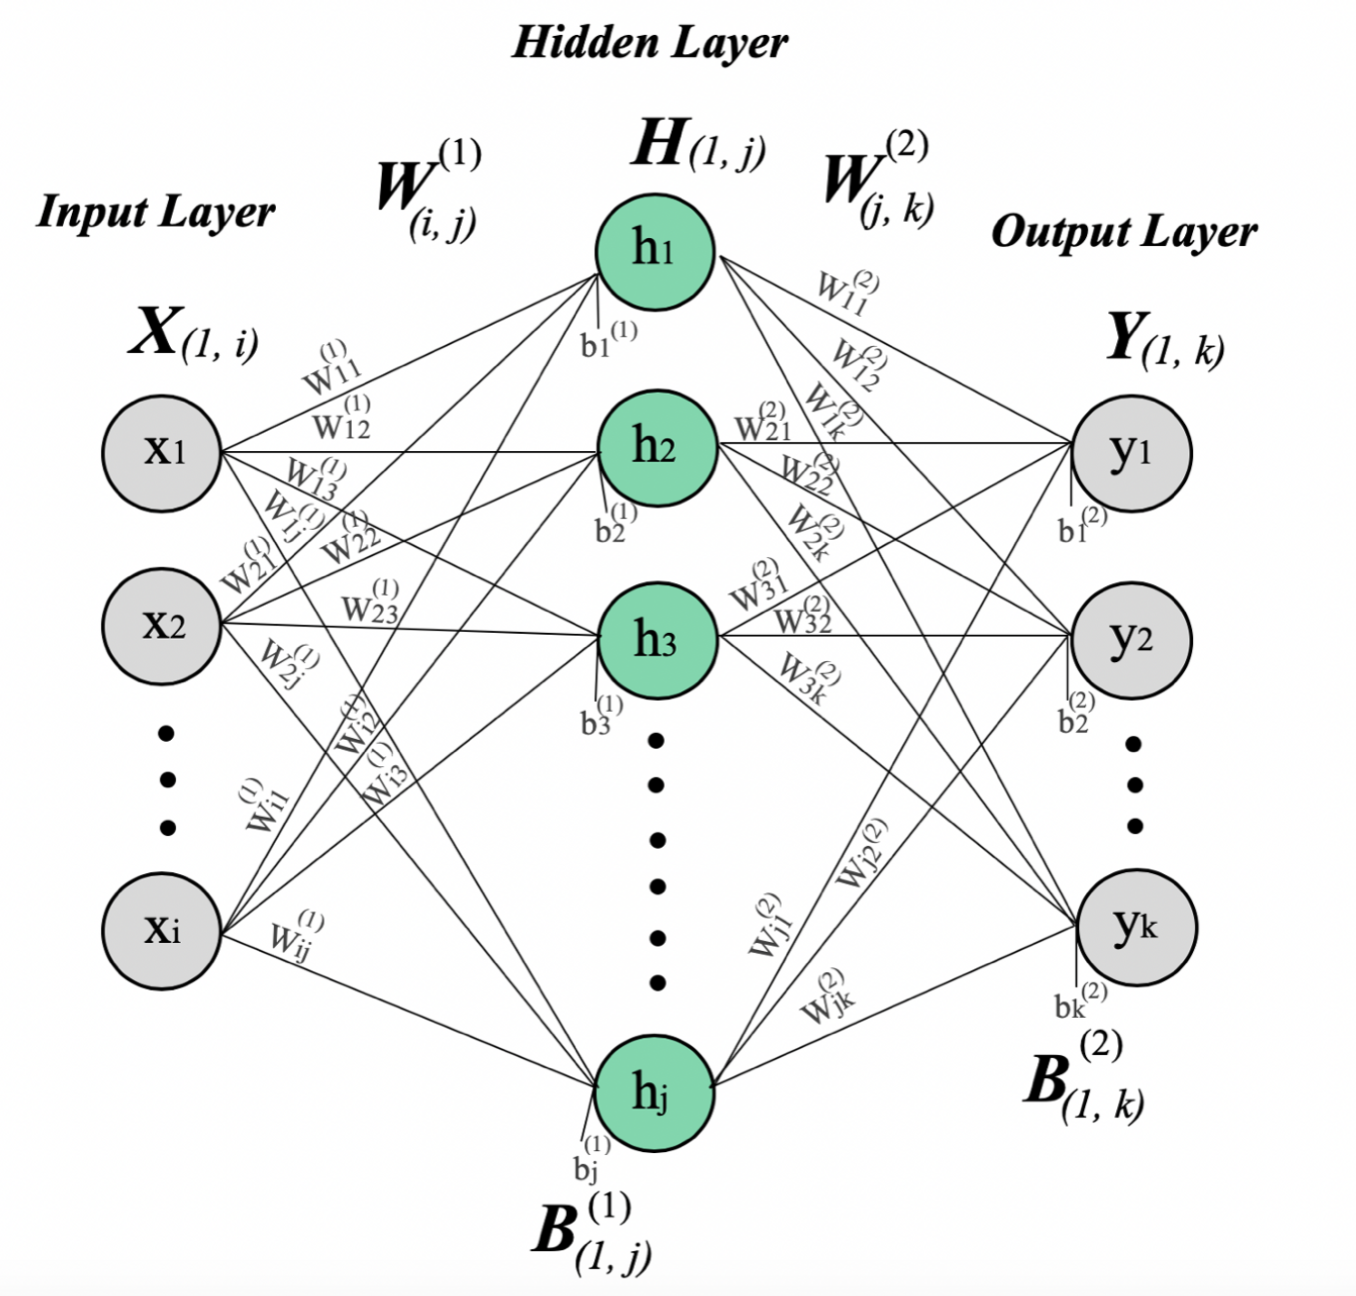 Hidden Layer
H(1, j)
W(1)(i, j)
W(2)(j, k)
Input Layer
Output Layer
X(1, i)
Y(1, k)
h1
h2
h3
hj
x1
x2
xi
y1
y2
yk
W11(1)
W12(1)
W13(1)
W1j(1)
W21(1)
W22(1)
W23(1)
W2j(1)
Wi1(1)
Wi2(1)
Wi3(1)
Wij(1)
b1(1)
b2(1)
b3(1)
bj(1)
W11(2)
W12(2)
W1k(2)
W21(2)
W22(2)
W2k(2)
W31(2)
W32(2)
W3k(2)
Wj1(2)
Wj2(2)
Wjk(2)
b1(2)
b2(2)
bk(2)
B(2)(1, k)
B(1)(1, j)